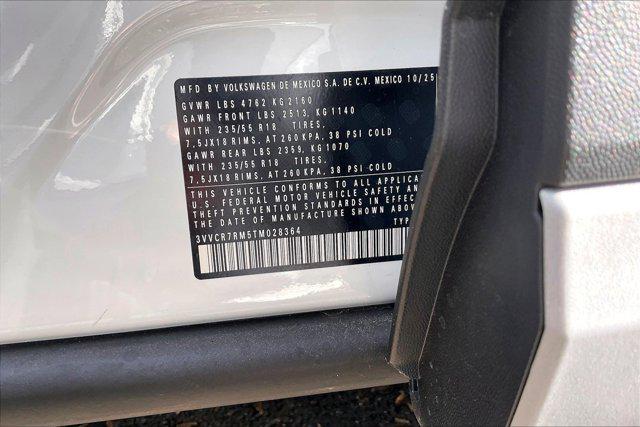 MFD BY VOLKSWAGEN DE MEXICO S.A. DE C.V. MEXICO 10/25
GVWR LBS 4762 KG 2160
GAWR FRONT LBS 2513, KG 1140
WITH 235/55 R18 TIRES.
7,5JX18 RIMS, AT 260 KPA, 38 PSI COLD
GAWR REAR LBS 2359, KG 1070
WITH 235/55 R18 TIRES.
7,5JX18 RIMS, AT 260 KPA, 38 PSI COLD
THIS VEHICLE CONFORMS TO ALL APPLICA
U.S. FEDERAL MOTOR VEHICLE SAFETY AN
THEFT PREVENTION STANDARDS IN EFFECT
THE DATE OF MANUFACTURE SHOWN ABOV
TYP
3VVCR7RM5TM028364